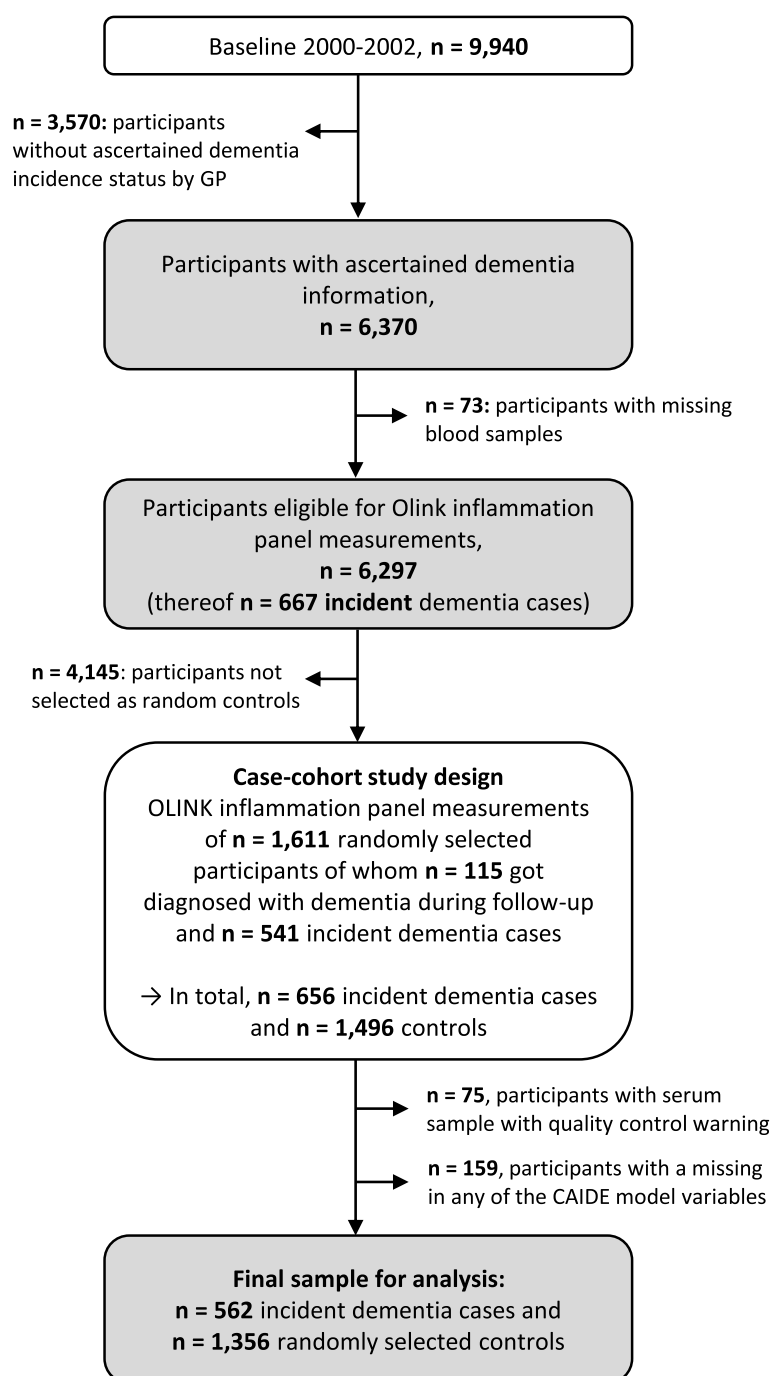 Baseline 2000-2002, n = 9,940
n = 3,570: participants
without ascertained dementia
incidence status by GP
Participants with ascertained dementia
information,
n = 6,370
n = 73: participants with missing
blood samples
Participants eligible for Olink inflammation
panel measurements,
n = 6,297
(thereof n = 667 incident dementia cases)
n = 4,145: participants not
selected as random controls
Case-cohort study design
OLINK inflammation panel measurements
of n = 1,611 randomly selected
participants of whom n = 115 got
diagnosed with dementia during follow-up
and n = 541 incident dementia cases
→ In total, n = 656 incident dementia cases
and n = 1,496 controls
n = 75, participants with serum
sample with quality control warning
n = 159, participants with a missing
in any of the CAIDE model variables
Final sample for analysis:
n = 562 incident dementia cases and
n = 1,356 randomly selected controls